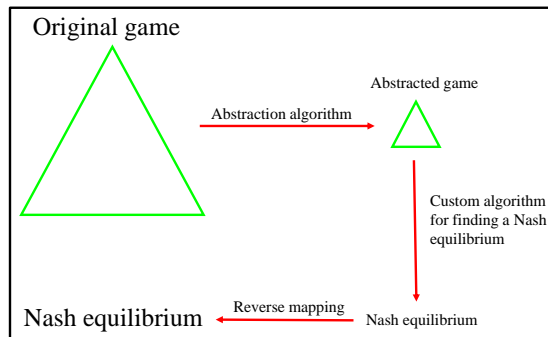 Original game
Abstracted game
Abstraction algorithm
Custom algorithm
for finding a Nash
equilibrium
Nash equilibrium
Reverse mapping
Nash equilibrium